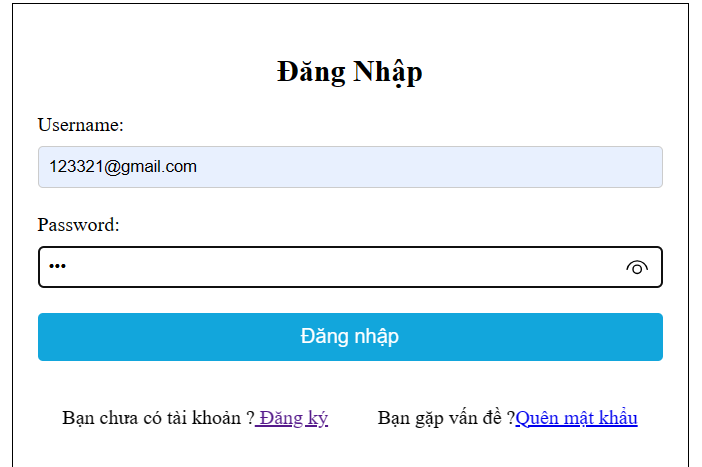 Đăng Nhập
Username:
123321@gmail.com
Password:
•••
Đăng nhập
Bạn chưa có tài khoản ? Đăng ký Bạn gặp vấn đề ?Quên mật khẩu